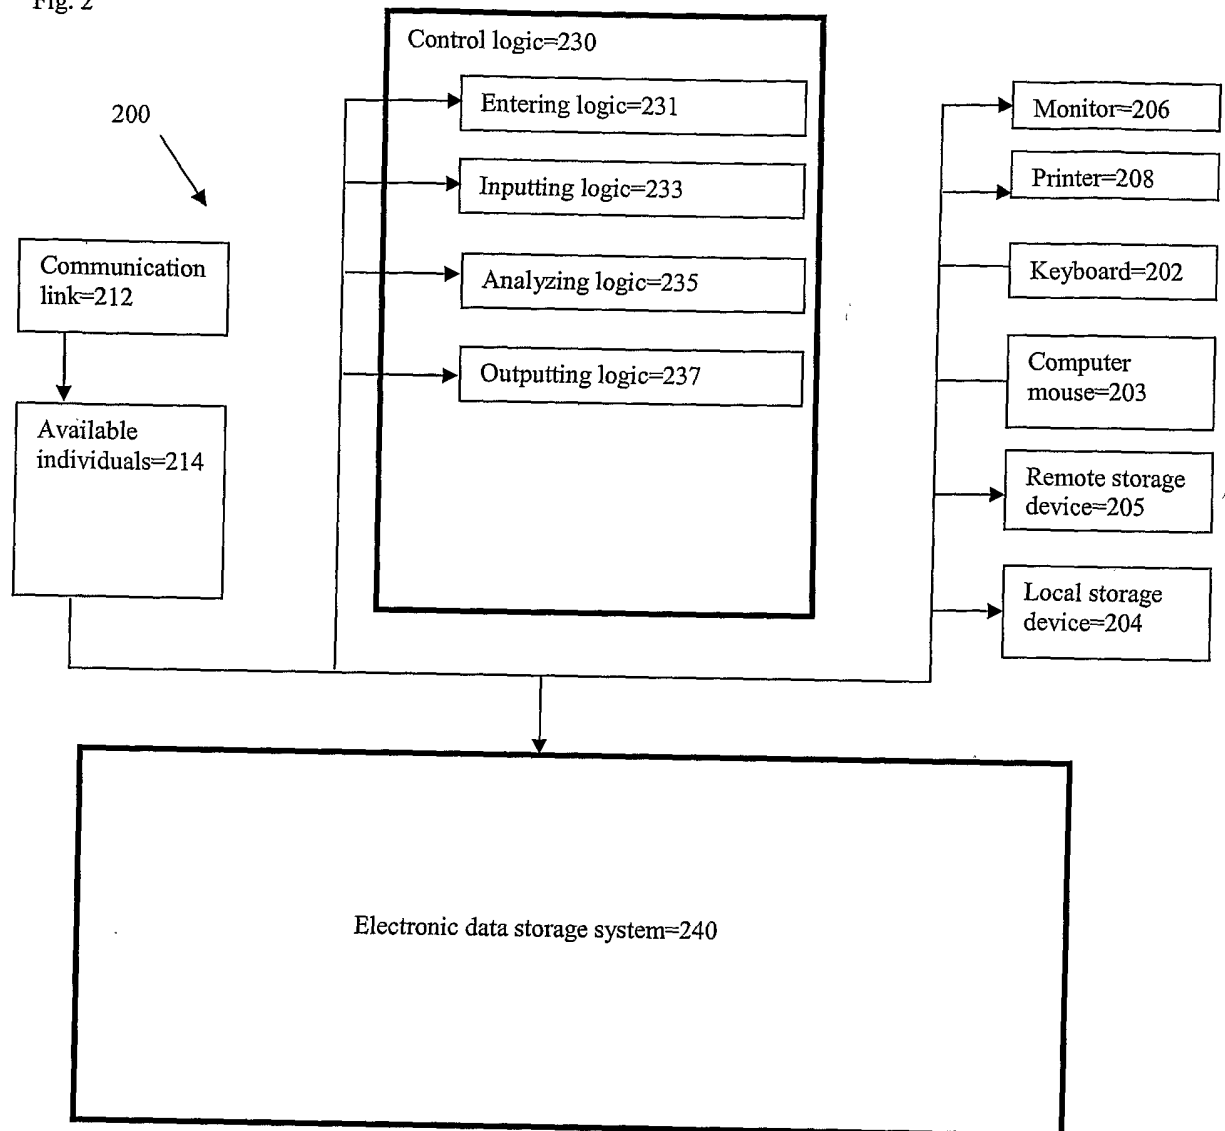 Fig. 2
Control logic=230
Entering logic=231
Inputting logic=233
Analyzing logic=235
Outputting logic=237
200
Communication
link=212
Available
individuals=214
Monitor=206
Printer=208
Keyboard=202
Computer
mouse=203
Remote storage
device=205
Local storage
device=204
Electronic data storage system=240